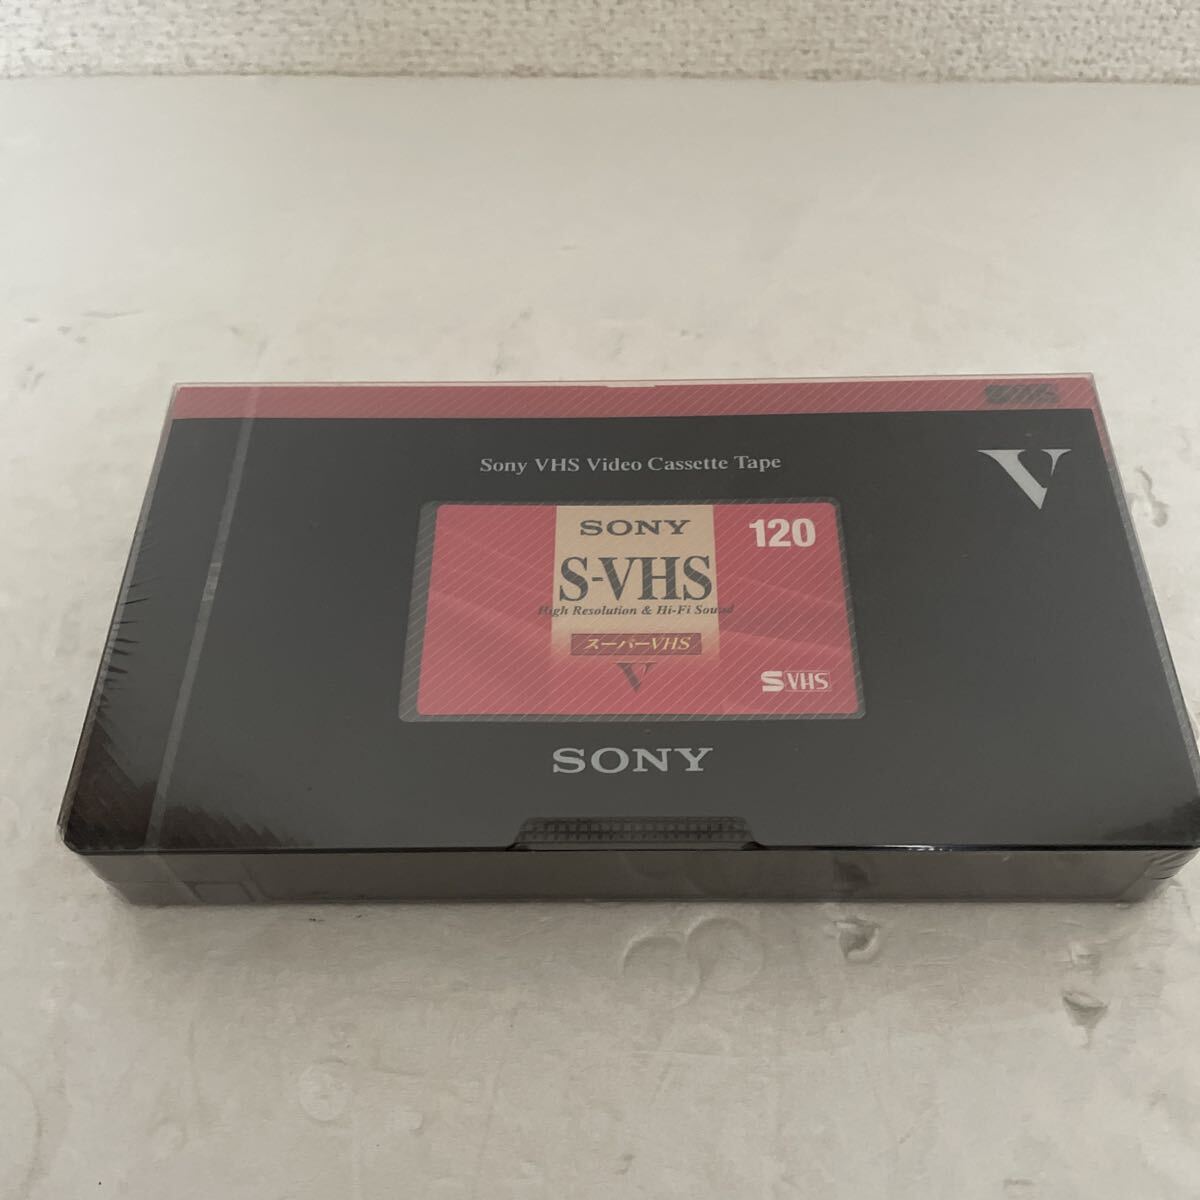 Sony VHS Video Cassette Tape
V
SONY
120
S-VHS
High Resolution & Hi-Fi Sound
スーパーVHS
V
S VHS
SONY